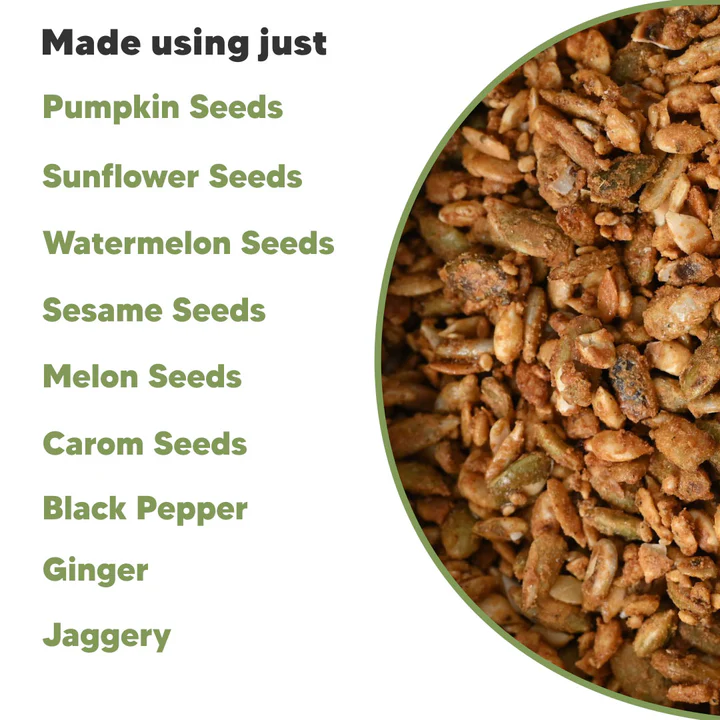 Made using just
Pumpkin Seeds
Sunflower Seeds
Watermelon Seeds
Sesame Seeds
Melon Seeds
Carom Seeds
Black Pepper
Ginger
Jaggery